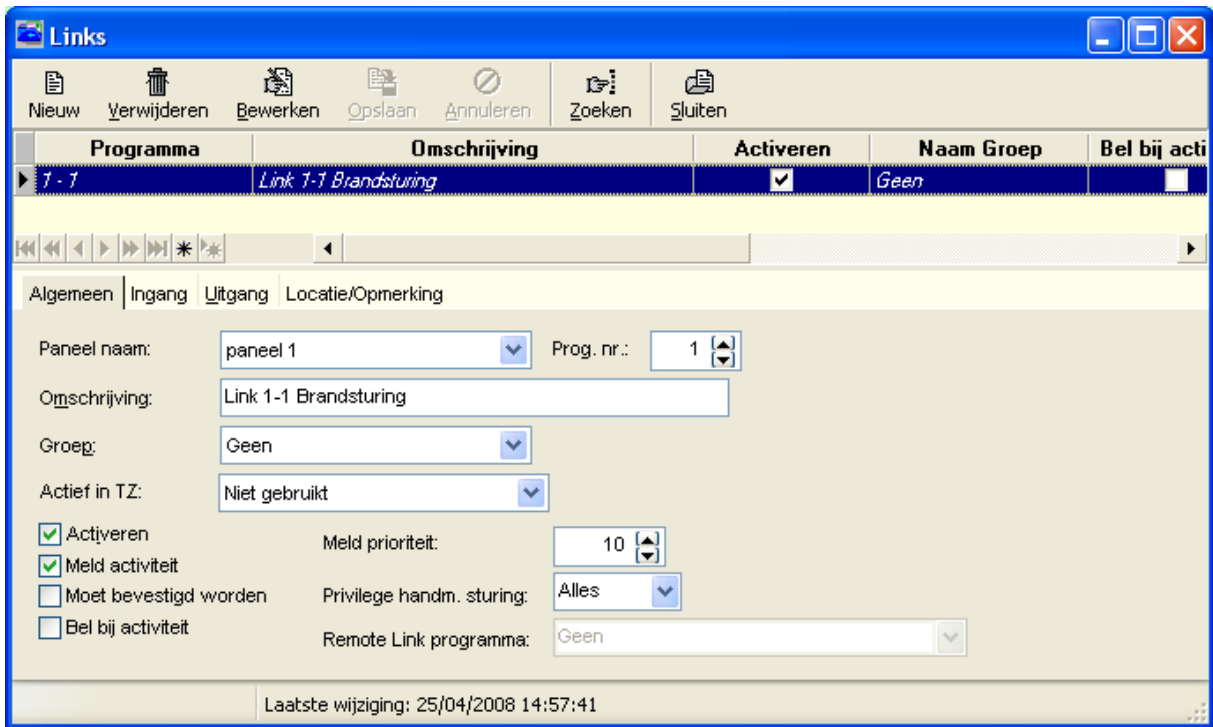 Links
Nieuw Verwijderen Bewerken Opslaan Annuleren Zoeken Sluiten
Programma Omschrijving Activeren Naam Groep Bel bij acti
1 - 1 Link 1-1 Brandsturing Geen
Algemeen Ingang Uitgang Locatie/Opmerking
Paneel naam: paneel 1 Prog. nr.: 1
Omschrijving: Link 1-1 Brandsturing
Groep: Geen
Actief in TZ: Niet gebruikt
Activeren
Meld prioriteit: 10
Meld activiteit
Moet bevestigd worden Privilege handm. sturing: Alles
Bel bij activiteit
Remote Link programma: Geen
Laatste wijziging: 25/04/2008 14:57:41